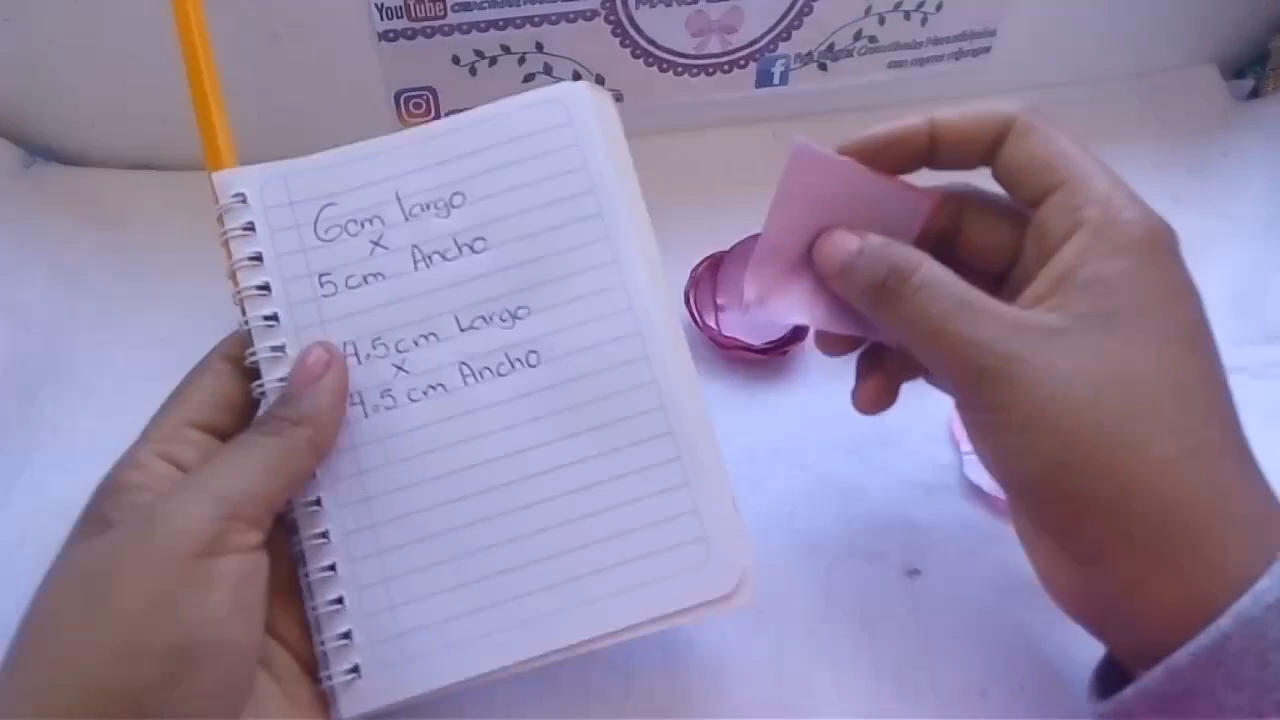 YouTube
6cm largo
x
5cm Ancho
4.5cm Largo
x
4.5cm Ancho